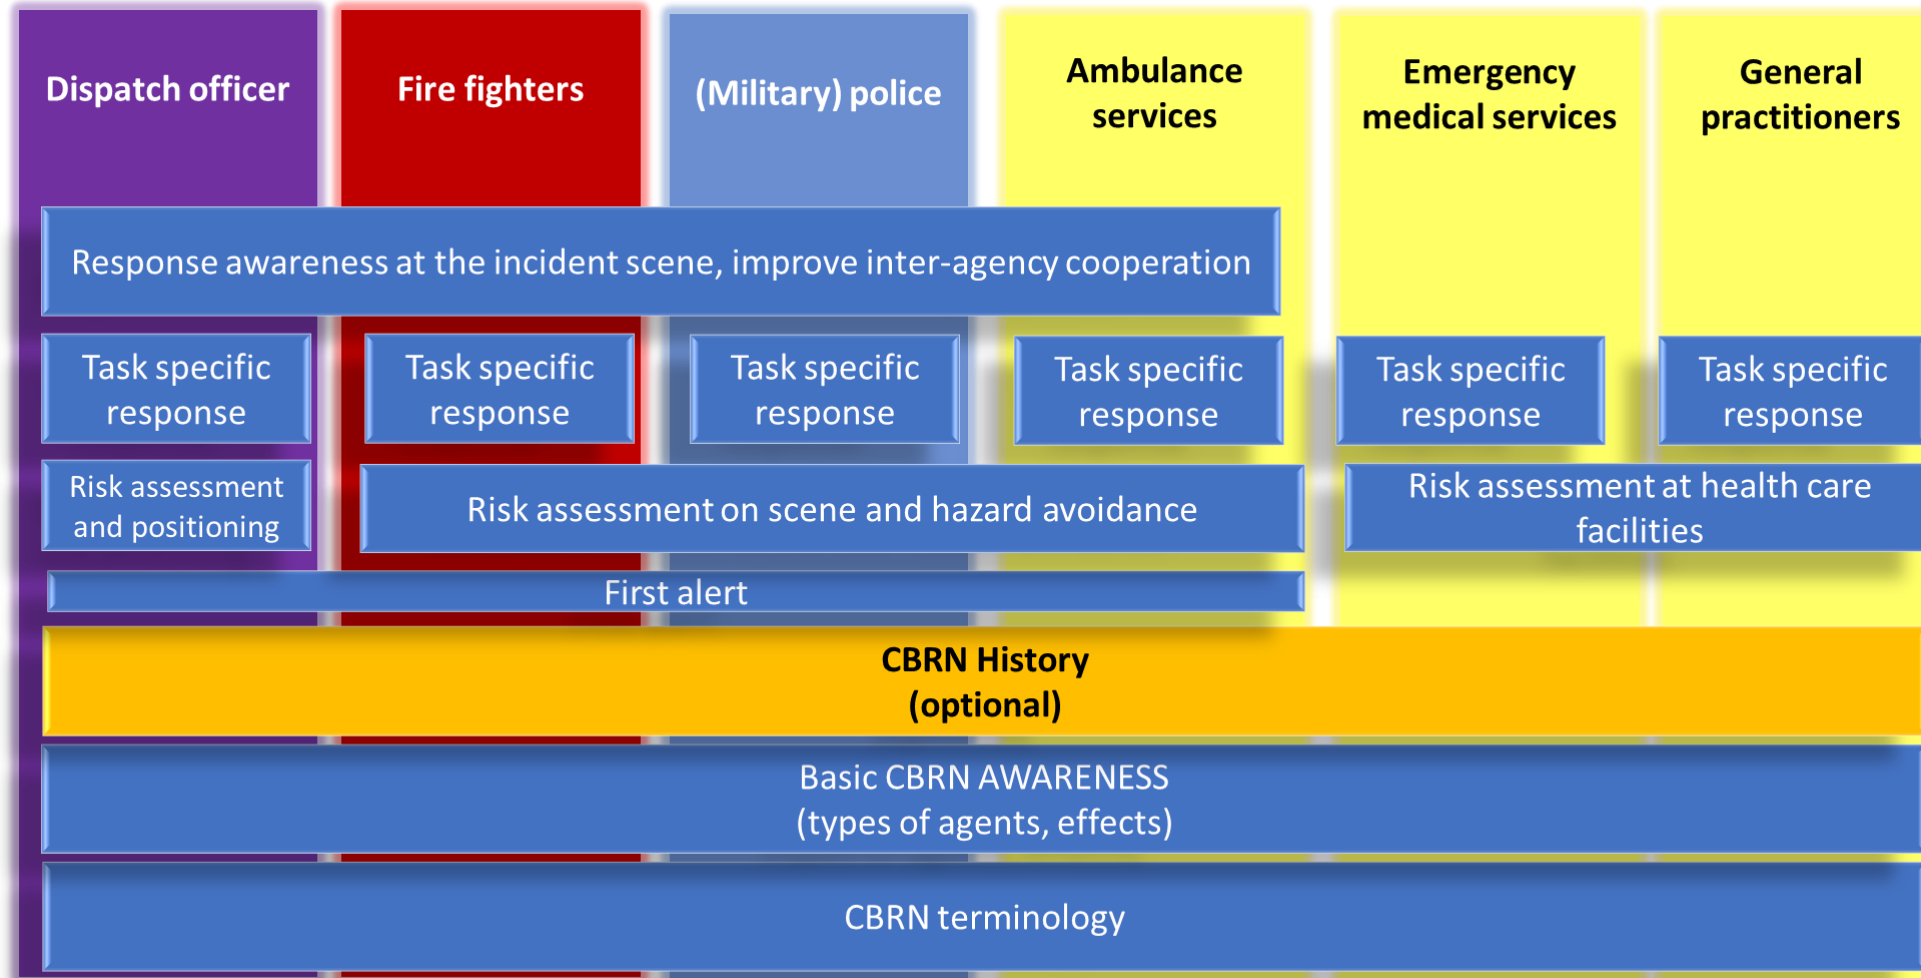 Dispatch officer
Fire fighters
(Military) police
Ambulance
services
Emergency
medical services
General
practitioners
Response awareness at the incident scene, improve inter-agency cooperation
Task specific
response
Task specific
response
Task specific
response
Task specific
response
Task specific
response
Task specific
response
Risk assessment
and positioning
Risk assessment on scene and hazard avoidance
Risk assessment at health care
facilities
First alert
CBRN History
(optional)
Basic CBRN AWARENESS
(types of agents, effects)
CBRN terminology